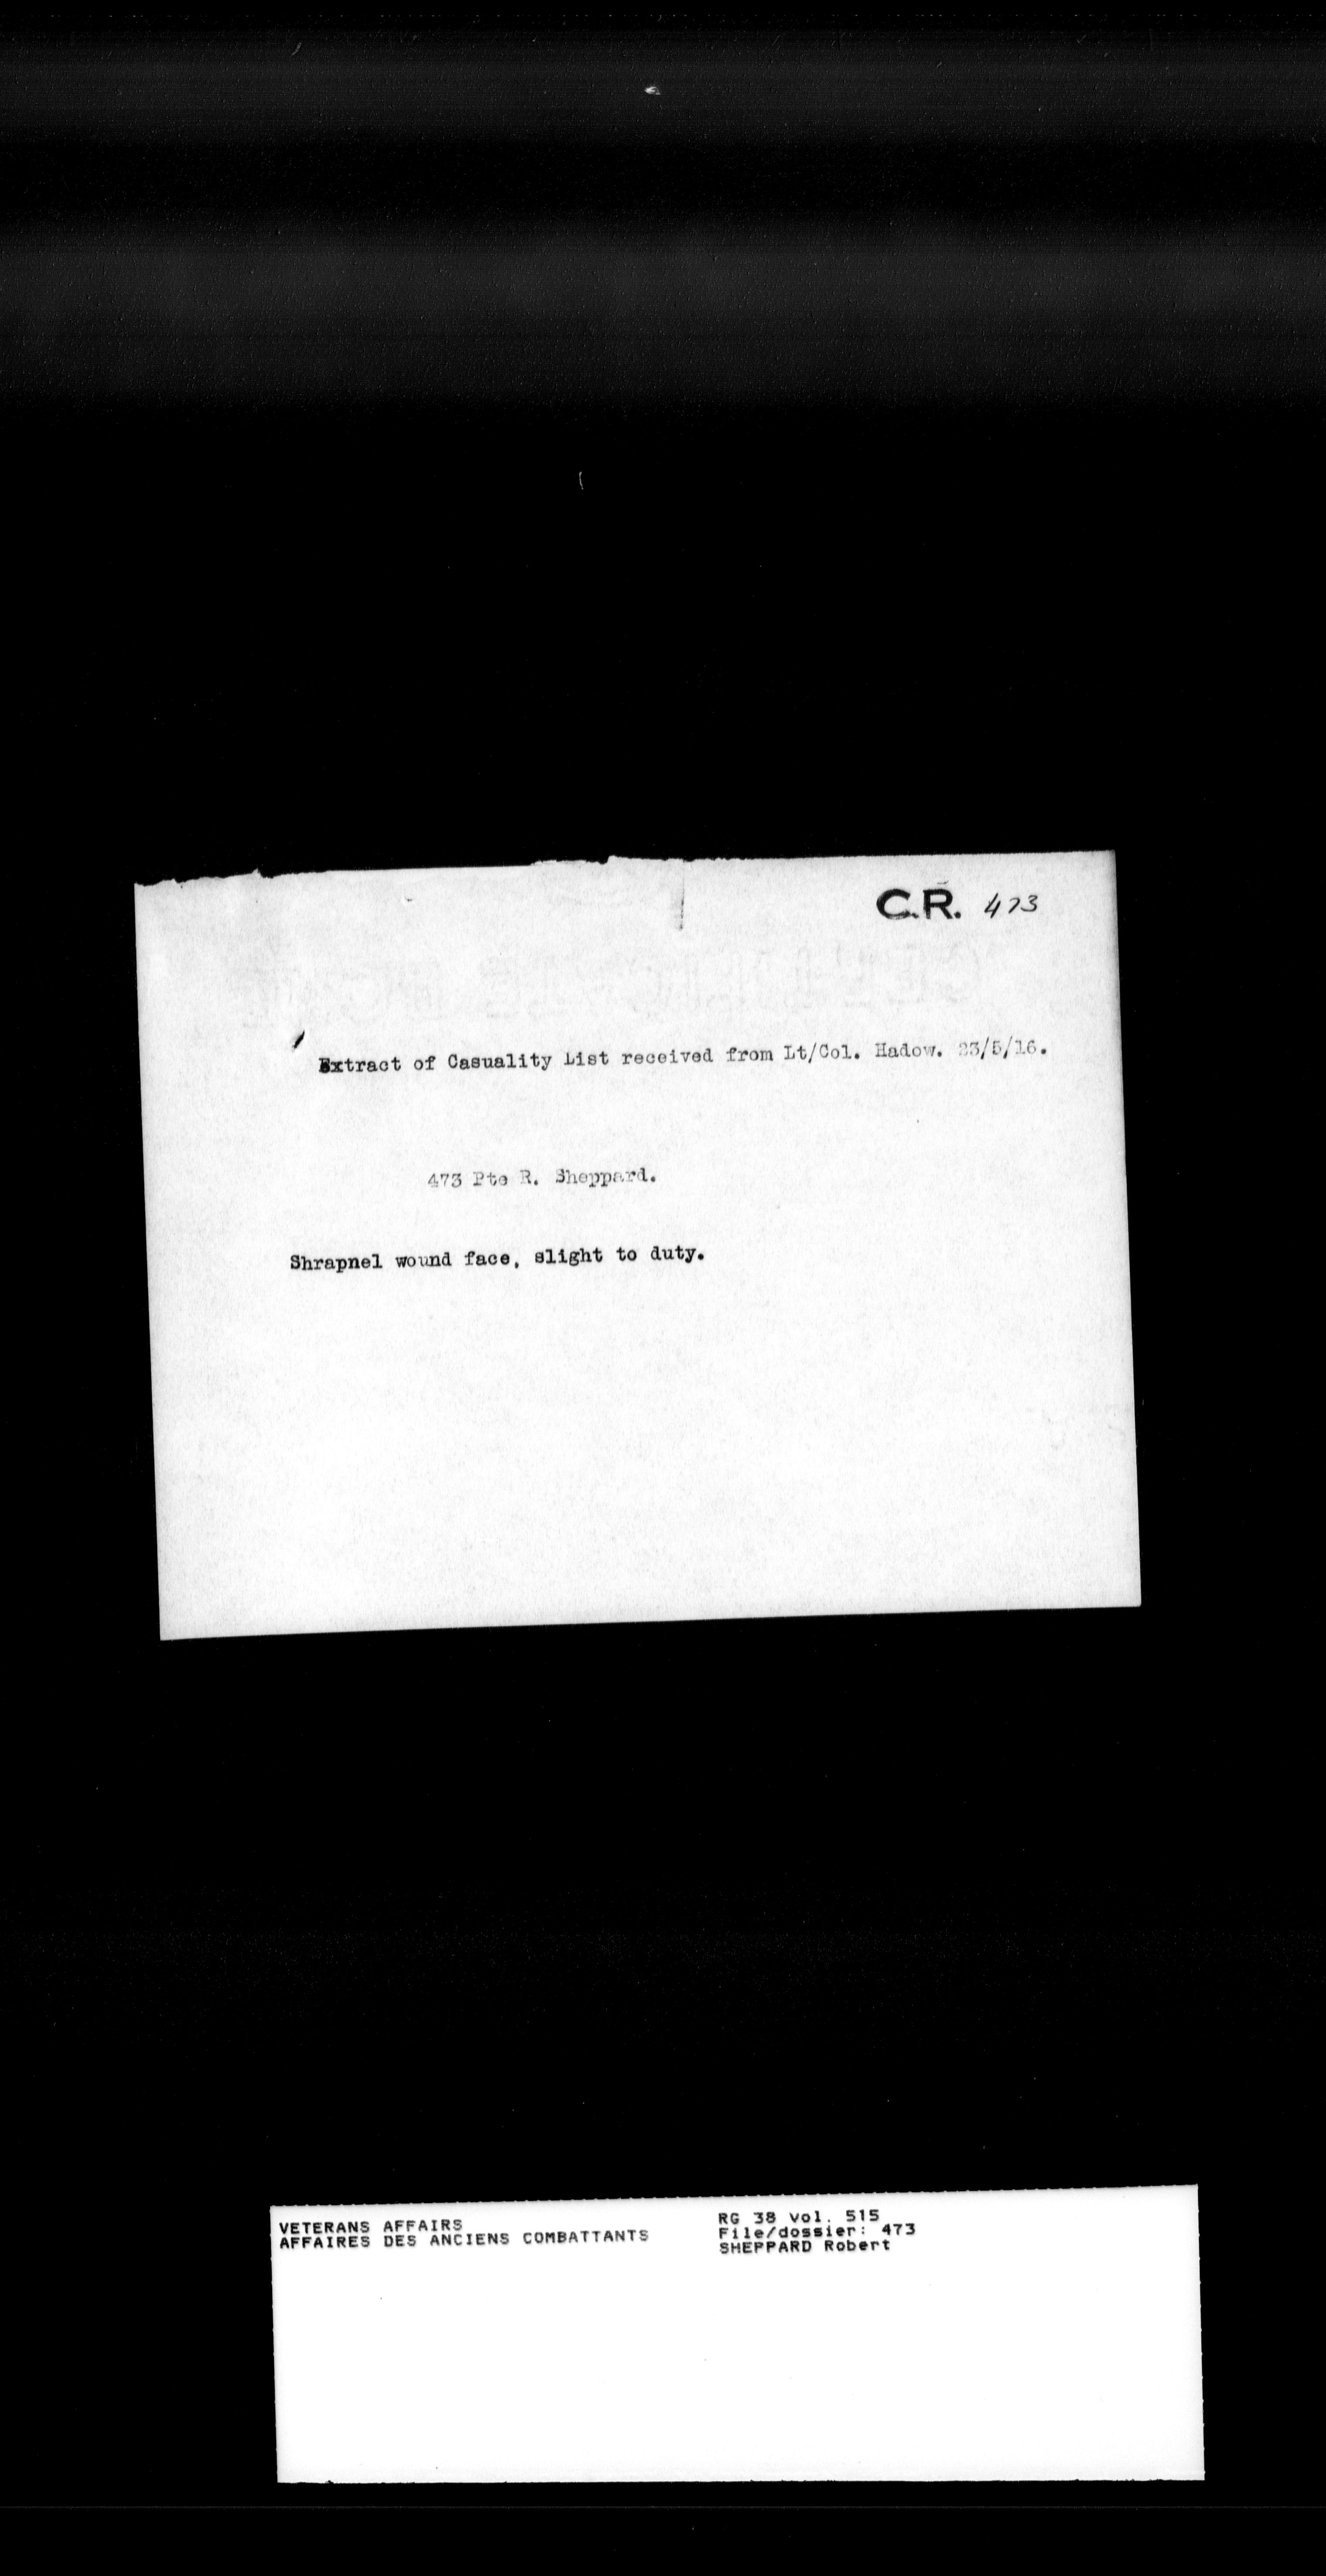 C.R. 473
Extract of Casuality List received from Lt/Col. Hadow. 23/5/16.
473 Pte R. Sheppard.
Shrapnel wound face, slight to duty.
VETERANS AFFAIRS
AFFAIRES DES ANCIENS COMBATTANTS
RG 38 Vol. 515
File/dossier: 473
SHEPPARD Robert